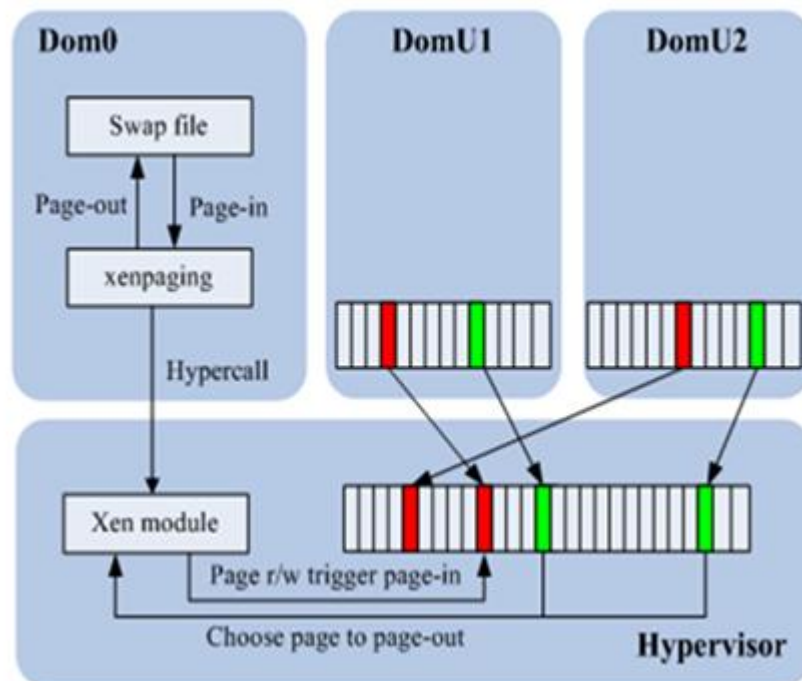 Dom0
DomU1
DomU2
Swap file
Page-out
Page-in
xenpaging
Hypercall
Xen module
Page r/w trigger page-in
Choose page to page-out
Hypervisor